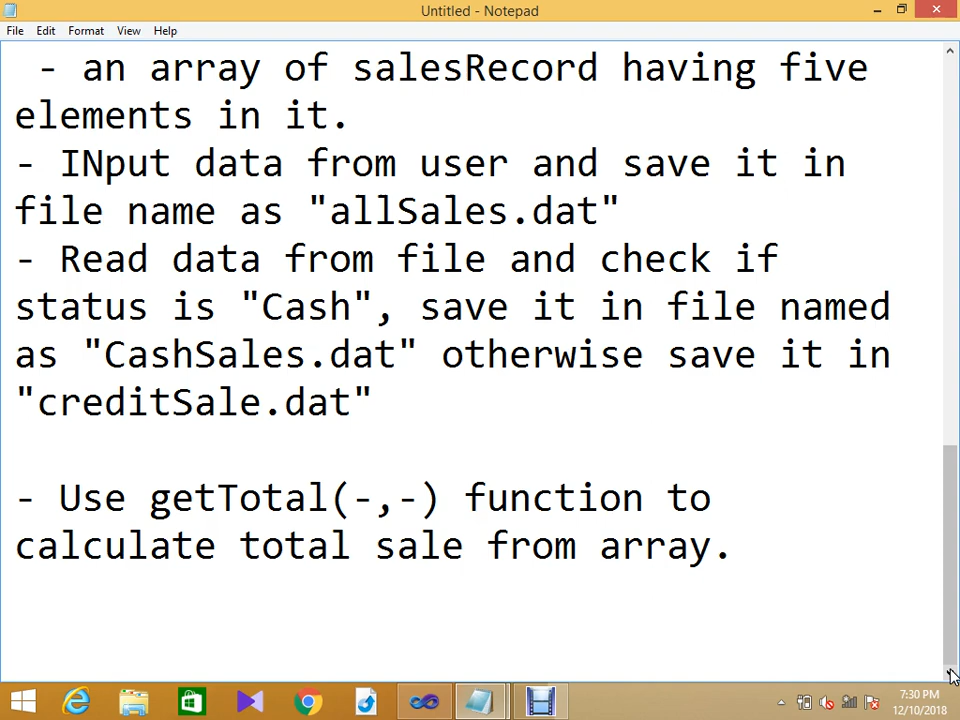 Untitled - Notepad
File Edit Format View Help
- an array of salesRecord having five
elements in it.
- INput data from user and save it in
file name as "allSales.dat"
- Read data from file and check if
status is "Cash", save it in file named
as "CashSales.dat" otherwise save it in
"creditSale.dat"
- Use getTotal(-,-) function to
calculate total sale from array.
7:30 PM
12/10/2018